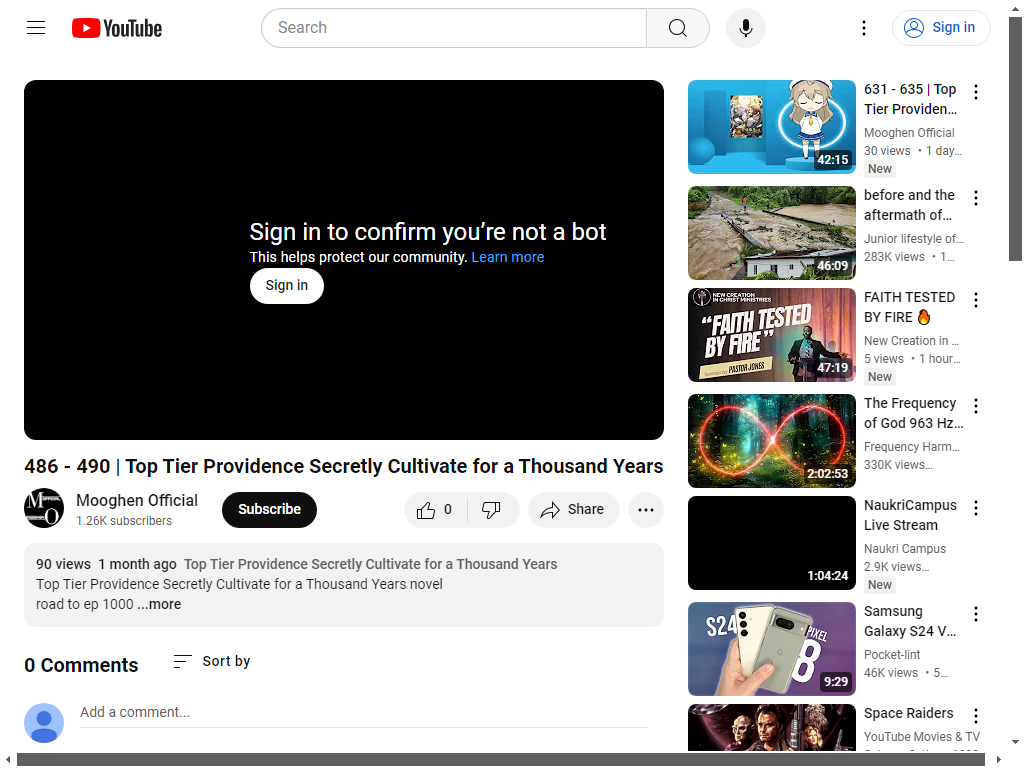 YouTube
Search
Sign in
Sign in to confirm you’re not a bot
This helps protect our community. Learn more
Sign in
486 - 490 | Top Tier Providence Secretly Cultivate for a Thousand Years
Mooghen Official
1.26K subscribers
Subscribe
0
Share
90 views 1 month ago Top Tier Providence Secretly Cultivate for a Thousand Years
Top Tier Providence Secretly Cultivate for a Thousand Years novel
road to ep 1000 ...more
0 Comments
Sort by
Add a comment...
42:15
631 - 635 | Top
Tier Providen...
Mooghen Official
30 views • 1 day...
New
46:09
before and the
aftermath of...
Junior lifestyle of...
283K views • 1...
NEW CREATION
IN CHRIST MINISTRIES
“FAITH TESTED
BY FIRE”
PASTOR JONES
47:19
FAITH TESTED
BY FIRE 🔥
New Creation in ...
5 views • 1 hour...
New
2:02:53
The Frequency
of God 963 Hz...
Frequency Harm...
330K views...
1:04:24
NaukriCampus
Live Stream
Naukri Campus
2.9K views...
New
S24 V
PIXEL
8
9:29
Samsung
Galaxy S24 V...
Pocket-lint
46K views • 5...
Space Raiders
YouTube Movies & TV